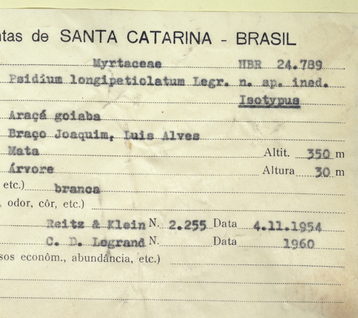 ntas de SANTA CATARINA - BRASIL
Myrtaceae HBR 24.789
Psidium longipetiolatum Legr. n. sp. ined.
Isotypus
Araçá goiaba
Braço Joaquim, Luis Alves
Mata Altit. 350 m
Árvore Altura 30 m
etc.) branca
, odor, côr, etc.)
Reitz & Klein N. 2.255 Data 4.11.1954
C. D. Legrand N. Data 1960
sos econôm., abundância, etc.)